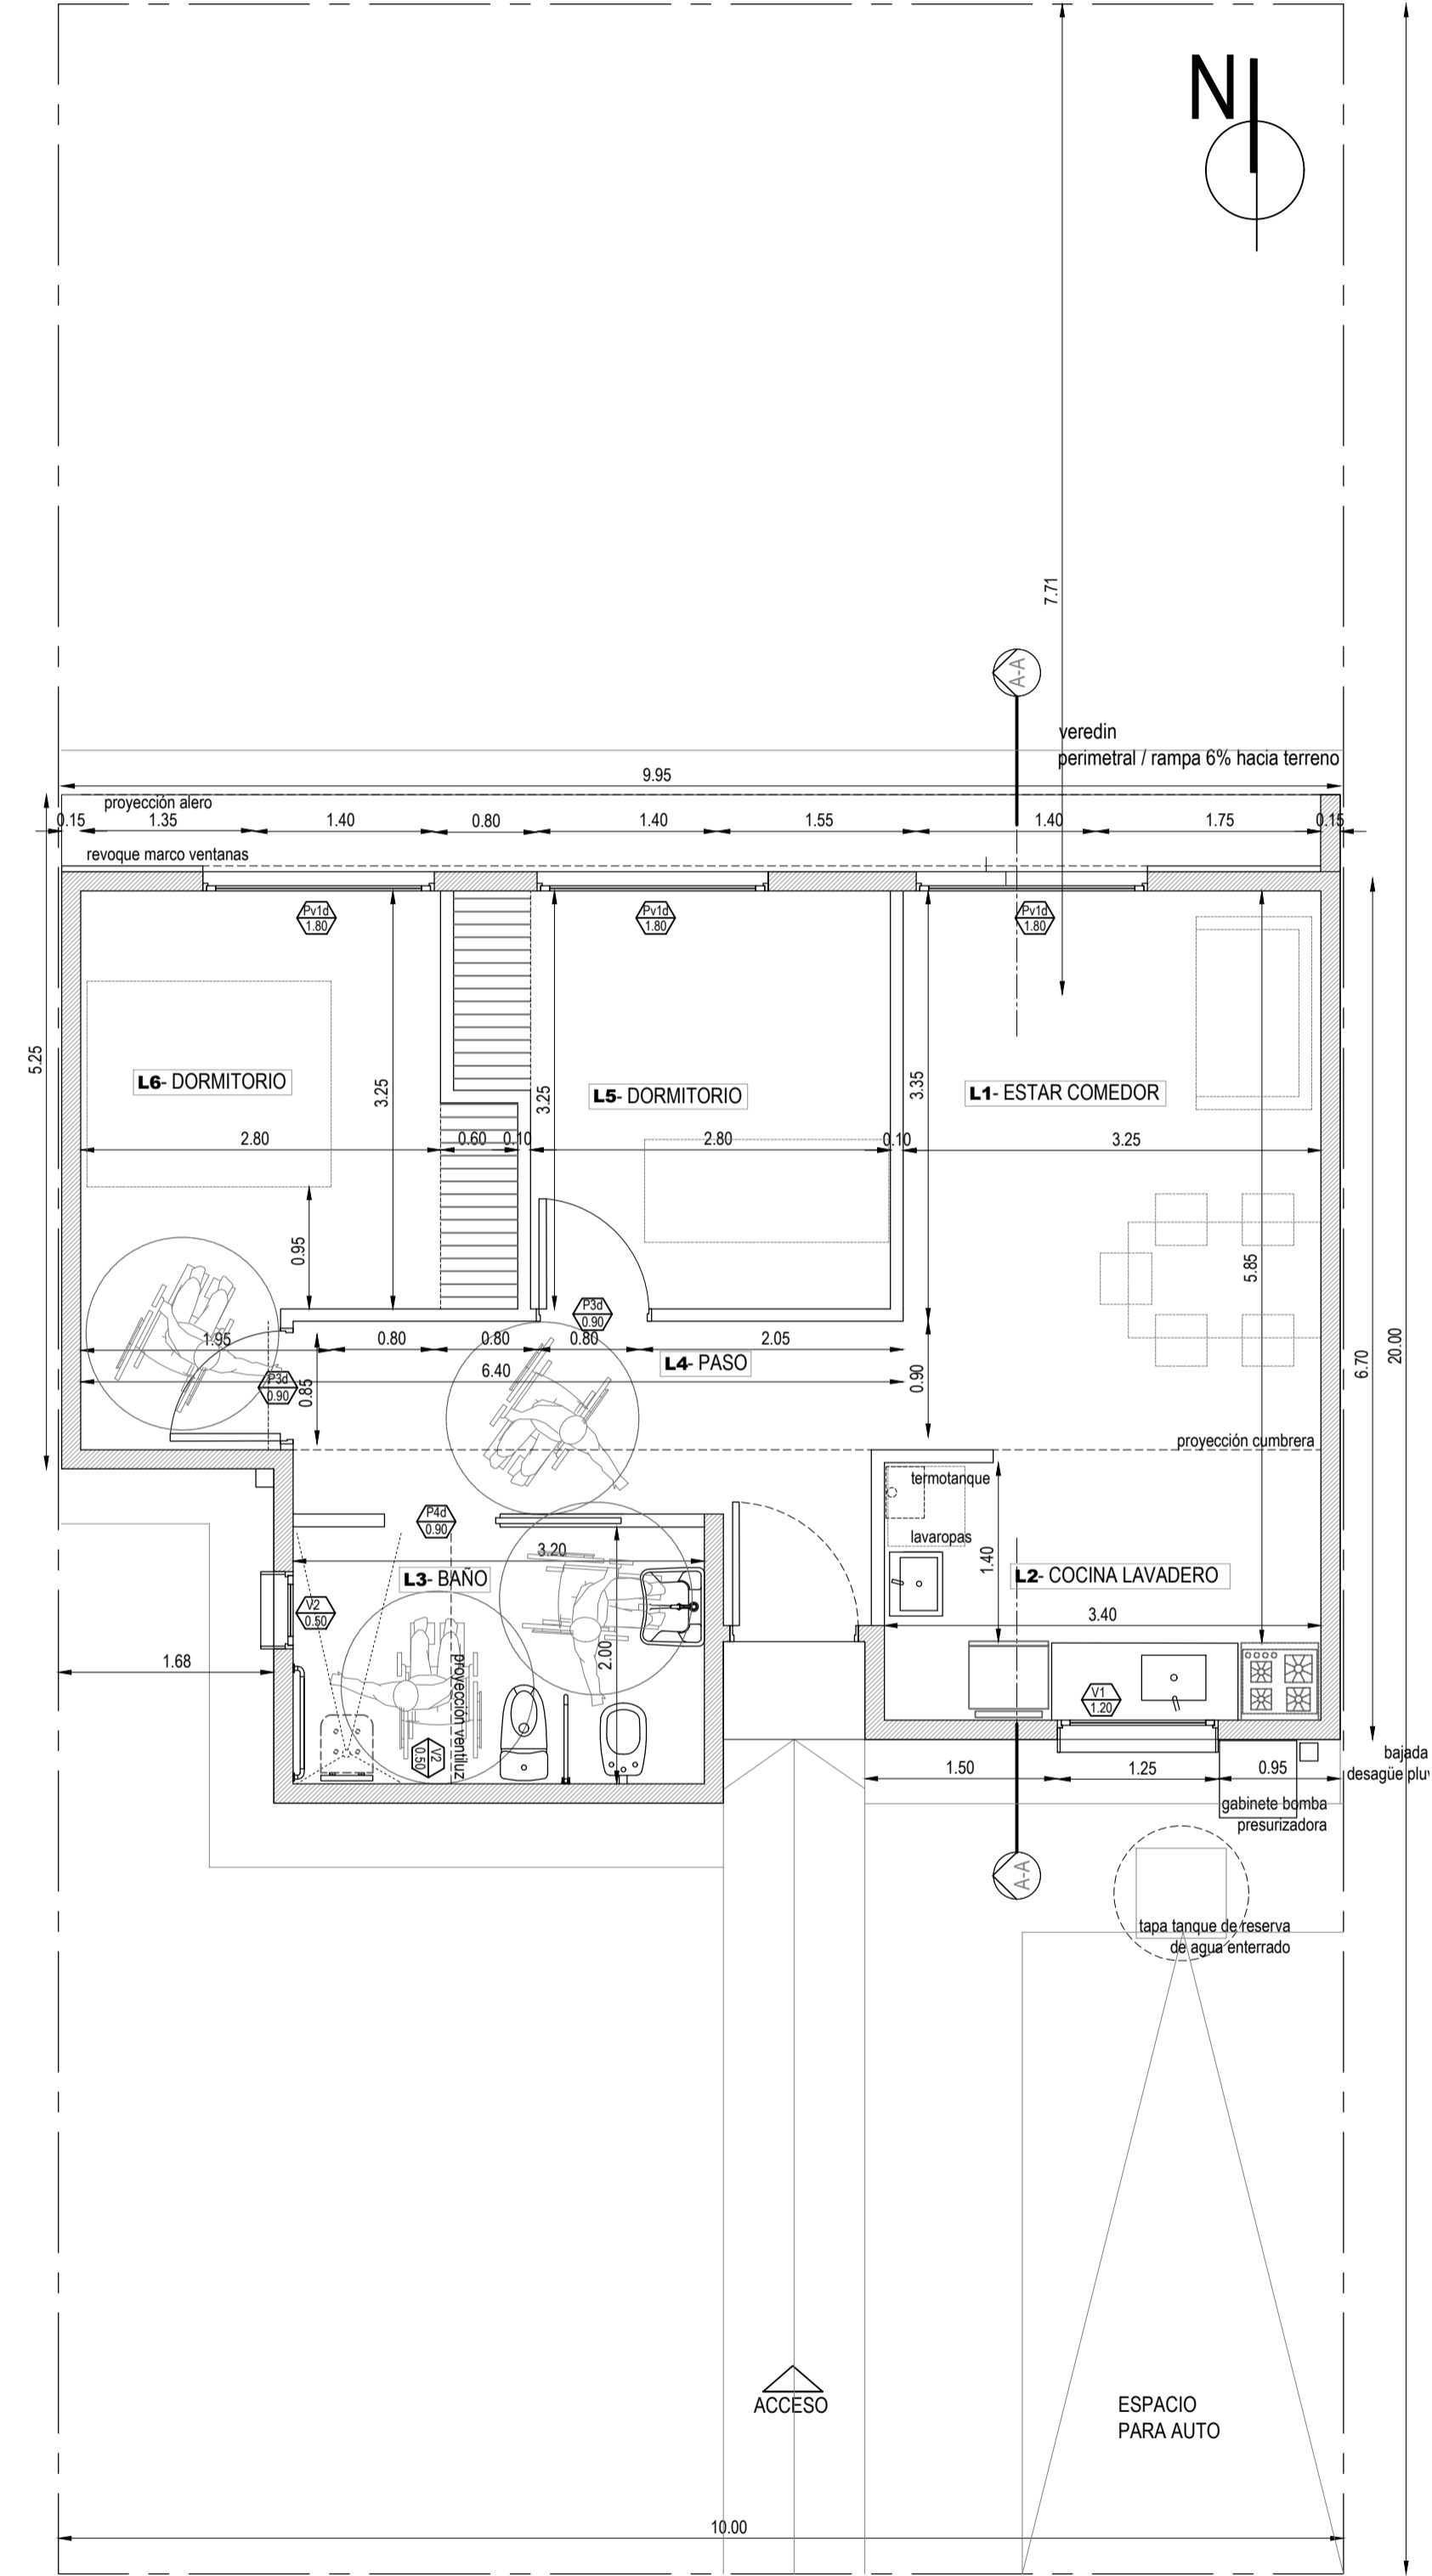 N
7.71
A-A
veredin
perimetral / rampa 6% hacia terreno
9.95
proyección alero
0.15 1.35 1.40 0.80 1.40 1.55 1.40 1.75 0.15
revoque marco ventanas
Pv1d
1.80
Pv1d
1.80
Pv1d
1.80
5.25
L6- DORMITORIO
3.25
3.25
L5- DORMITORIO
3.35
L1- ESTAR COMEDOR
2.80 0.60 0.10 2.80 0.10 3.25
0.95
5.85
P3d
0.90
1.95 0.80 0.80 0.80 2.05
L4- PASO
6.40
P3d
0.90
0.85
0.90
6.70
20.00
proyección cumbrera
termotanque
P4d
0.90
lavaropas
3.20
1.40
L3- BAÑO
L2- COCINA LAVADERO
V2
0.50
3.40
1.68
2.00
proyección ventiluz
V2
0.50
V1
1.20
1.50 1.25 0.95
bajada
desagüe pluv
gabinete bomba
presurizadora
A-A
tapa tanque de reserva
de agua enterrado
ACCESO
ESPACIO
PARA AUTO
10.00